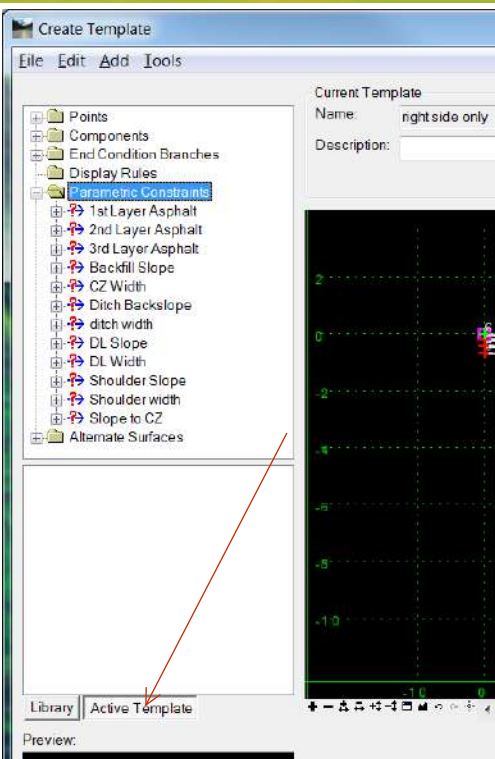 Create Template
File Edit Add Tools
Current Template
Name: right side only
Description:
Points
Components
End Condition Branches
Display Rules
Parametric Constraints
1st Layer Asphalt
2nd Layer Asphalt
3rd Layer Asphalt
Backfill Slope
CZ Width
Ditch Backslope
ditch width
DL Slope
DL Width
Shoulder Slope
Shoulder width
Slope to CZ
Alternate Surfaces
2
0
-2
-4
-6
-8
-10
-10 0
Library Active Template
Preview: